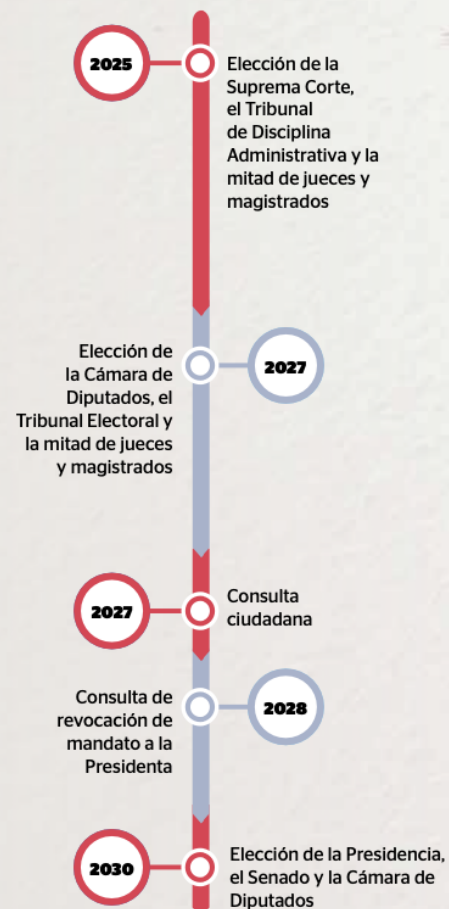 2025
Elección de la
Suprema Corte,
el Tribunal
de Disciplina
Administrativa y la
mitad de jueces y
magistrados
Elección de
la Cámara de
Diputados, el
Tribunal Electoral y
la mitad de jueces
y magistrados
2027
2027
Consulta
ciudadana
Consulta de
revocación de
mandato a la
Presidenta
2028
2030
Elección de la Presidencia,
el Senado y la Cámara de
Diputados